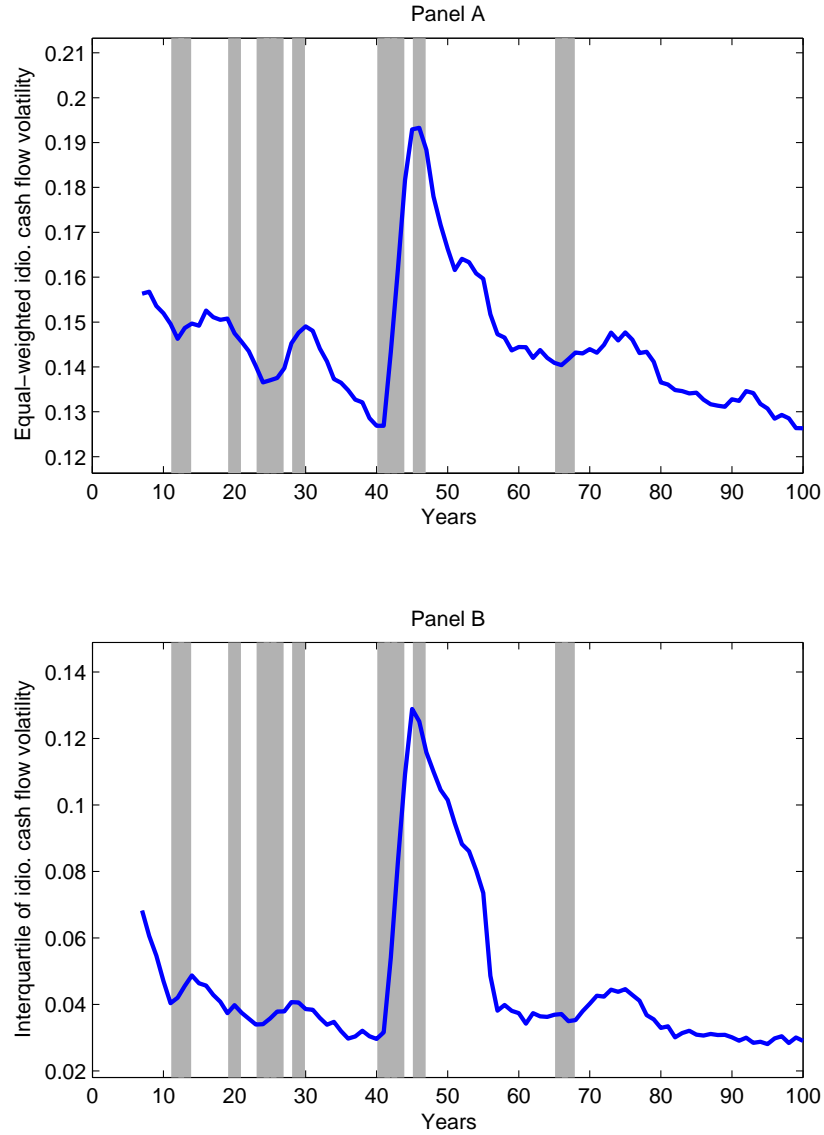 Panel A
Equal-weighted idio. cash flow volatility
0.21
0.2
0.19
0.18
0.17
0.16
0.15
0.14
0.13
0.12
0 10 20 30 40 50 60 70 80 90 100
Years
Panel B
Interquartile of idio. cash flow volatility
0.14
0.12
0.1
0.08
0.06
0.04
0.02
0 10 20 30 40 50 60 70 80 90 100
Years